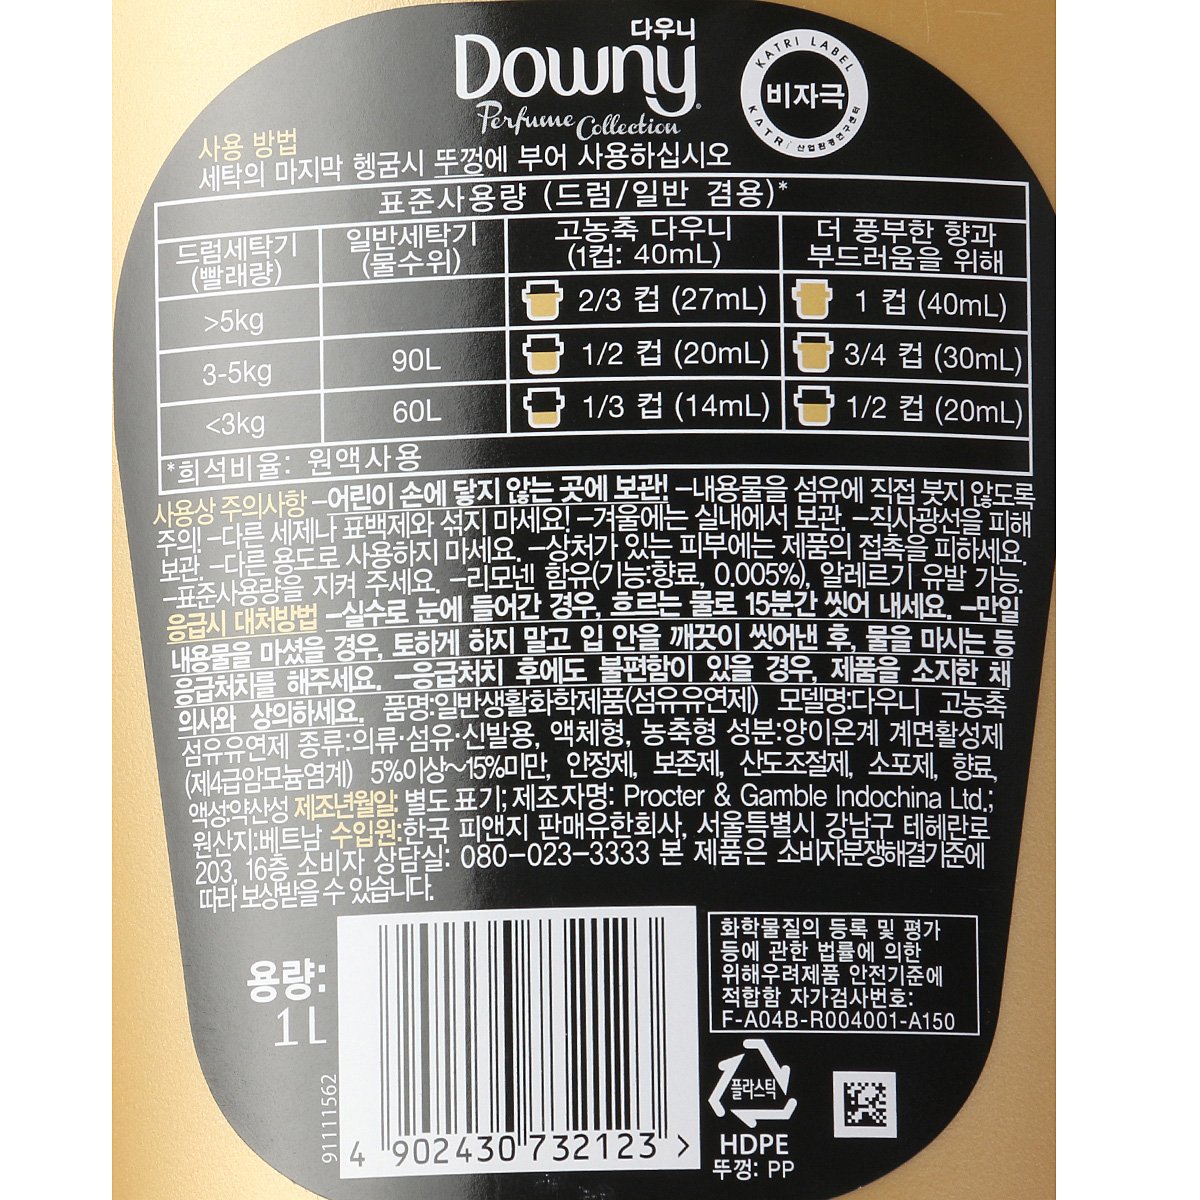 다우니
Downy
Perfume Collection
KATRI LABEL
비자극
KATRI 산업환경연구센터
사용 방법
세탁의 마지막 헹굼시 뚜껑에 부어 사용하십시오
표준사용량 (드럼/일반 겸용)*
드럼세탁기 (빨래량) 일반세탁기 (물수위) 고농축 다우니 (1컵: 40mL) 더 풍부한 향과 부드러움을 위해
>5kg 2/3 컵 (27mL) 1 컵 (40mL)
3-5kg 90L 1/2 컵 (20mL) 3/4 컵 (30mL)
<3kg 60L 1/3 컵 (14mL) 1/2 컵 (20mL)
*희석비율: 원액사용
사용상 주의사항 -어린이 손에 닿지 않는 곳에 보관! -내용물을 섬유에 직접 붓지 않도록
주의! -다른 세제나 표백제와 섞지 마세요! -겨울에는 실내에서 보관. -직사광선을 피해
보관. -다른 용도로 사용하지 마세요. -상처가 있는 피부에는 제품의 접촉을 피하세요.
-표준사용량을 지켜 주세요. -리모넨 함유(기능:향료, 0.005%), 알레르기 유발 가능.
응급시 대처방법 -실수로 눈에 들어간 경우, 흐르는 물로 15분간 씻어 내세요. -만일
내용물을 마셨을 경우, 토하게 하지 말고 입 안을 깨끗이 씻어낸 후, 물을 마시는 등
응급처치를 해주세요. -응급처치 후에도 불편함이 있을 경우, 제품을 소지한 채
의사와 상의하세요. 품명:일반생활화학제품(섬유유연제) 모델명:다우니 고농축
섬유유연제 종류:의류·섬유·신발용, 액체형, 농축형 성분:양이온계 계면활성제
(제4급암모늄염계) 5%이상~15%미만, 안정제, 보존제, 산도조절제, 소포제, 향료,
액성:약산성 제조년월일: 별도 표기; 제조자명: Procter & Gamble Indochina Ltd.;
원산지:베트남 수입원:한국 피앤지 판매유한회사, 서울특별시 강남구 테헤란로
203, 16층 소비자 상담실: 080-023-3333 본 제품은 소비자분쟁해결기준에
따라 보상받을 수 있습니다.
용량:
1L
91111562
4 902430 732123 >
화학물질의 등록 및 평가
등에 관한 법률에 의한
위해우려제품 안전기준에
적합함 자가검사번호:
F-A04B-R004001-A150
플라스틱
HDPE
뚜껑: PP